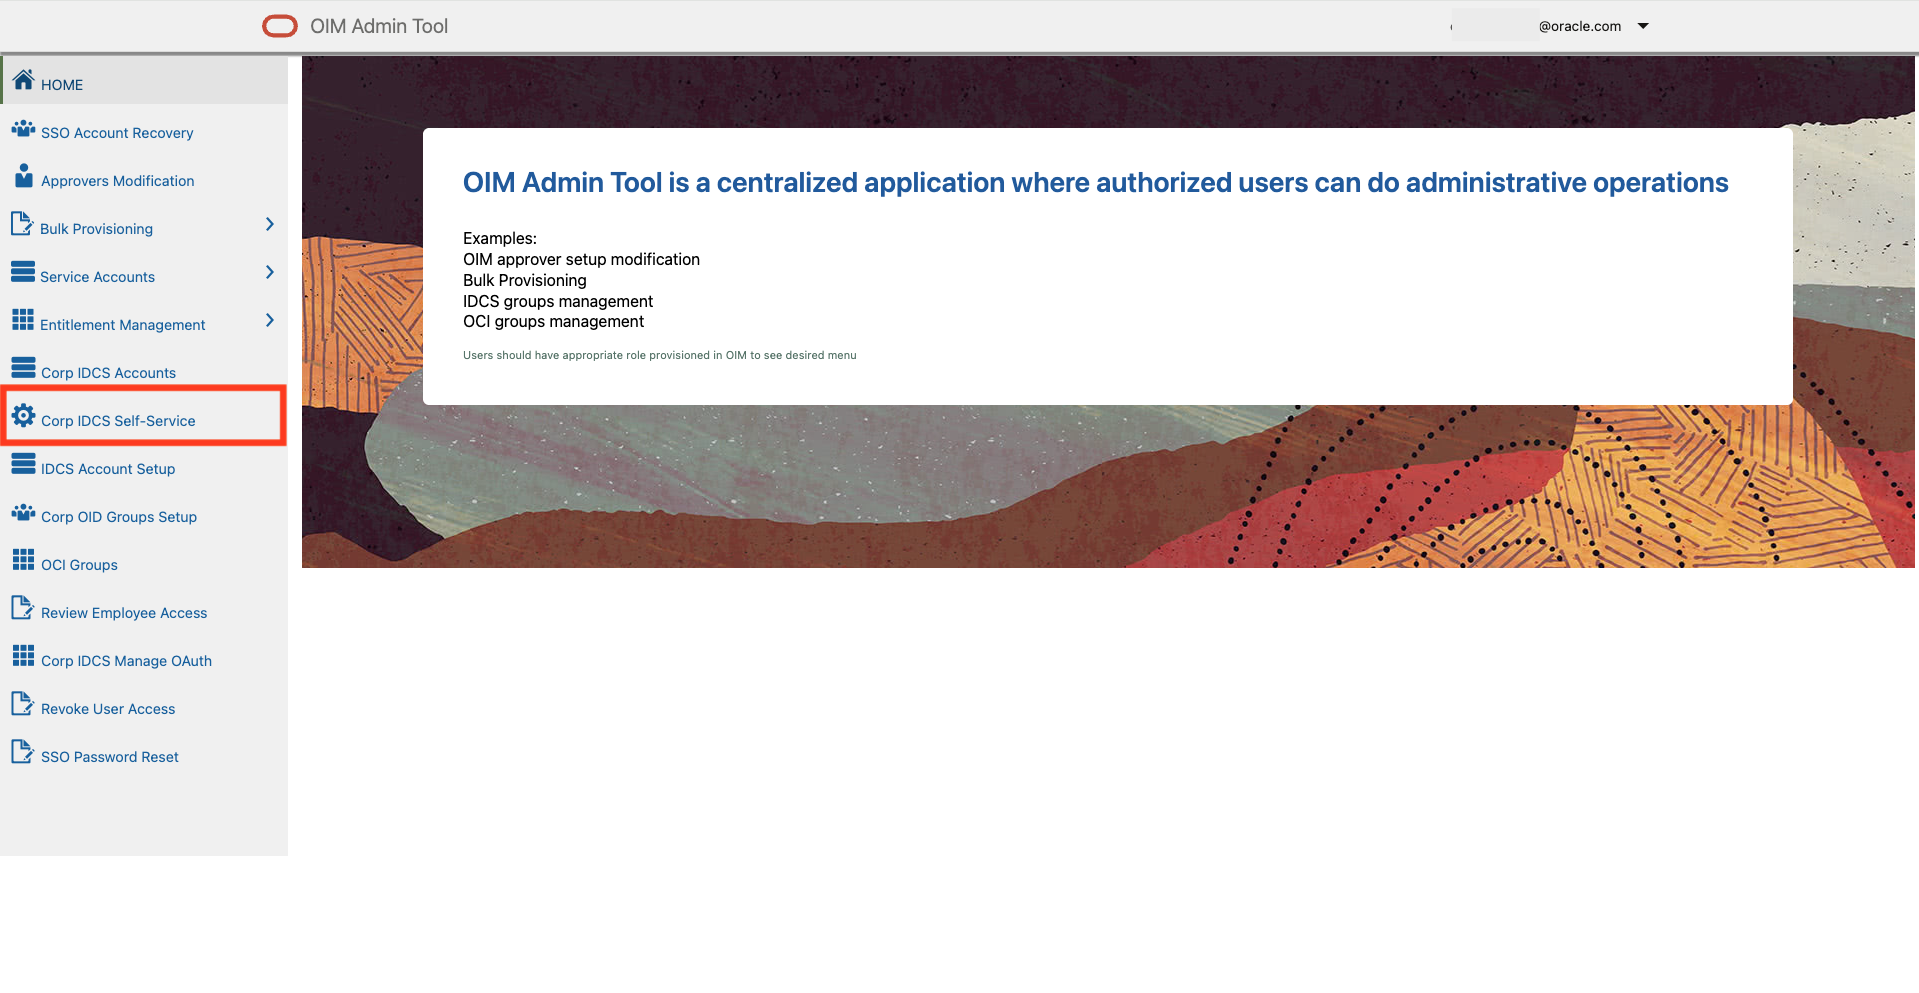 OIM Admin Tool
@oracle.com
HOME
SSO Account Recovery
Approvers Modification
Bulk Provisioning
Service Accounts
Entitlement Management
Corp IDCS Accounts
Corp IDCS Self-Service
IDCS Account Setup
Corp OID Groups Setup
OCI Groups
Review Employee Access
Corp IDCS Manage OAuth
Revoke User Access
SSO Password Reset
OIM Admin Tool is a centralized application where authorized users can do administrative operations
Examples:
OIM approver setup modification
Bulk Provisioning
IDCS groups management
OCI groups management
Users should have appropriate role provisioned in OIM to see desired menu